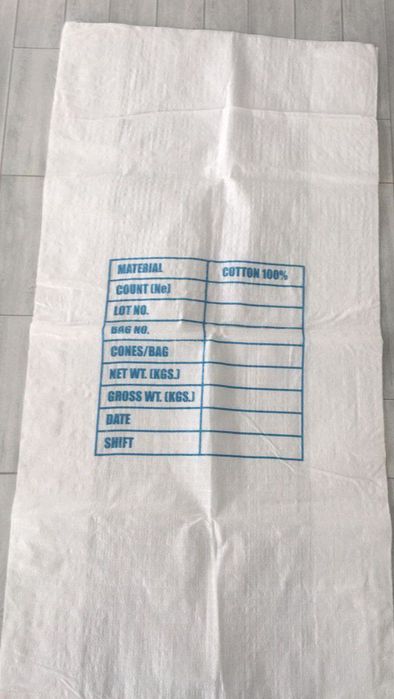 MATERIAL COTTON 100%
COUNT (Ne)
LOT NO.
BAG NO.
CONES/BAG
NET WT. (KGS.)
GROSS WT. (KGS.)
DATE
SHIFT